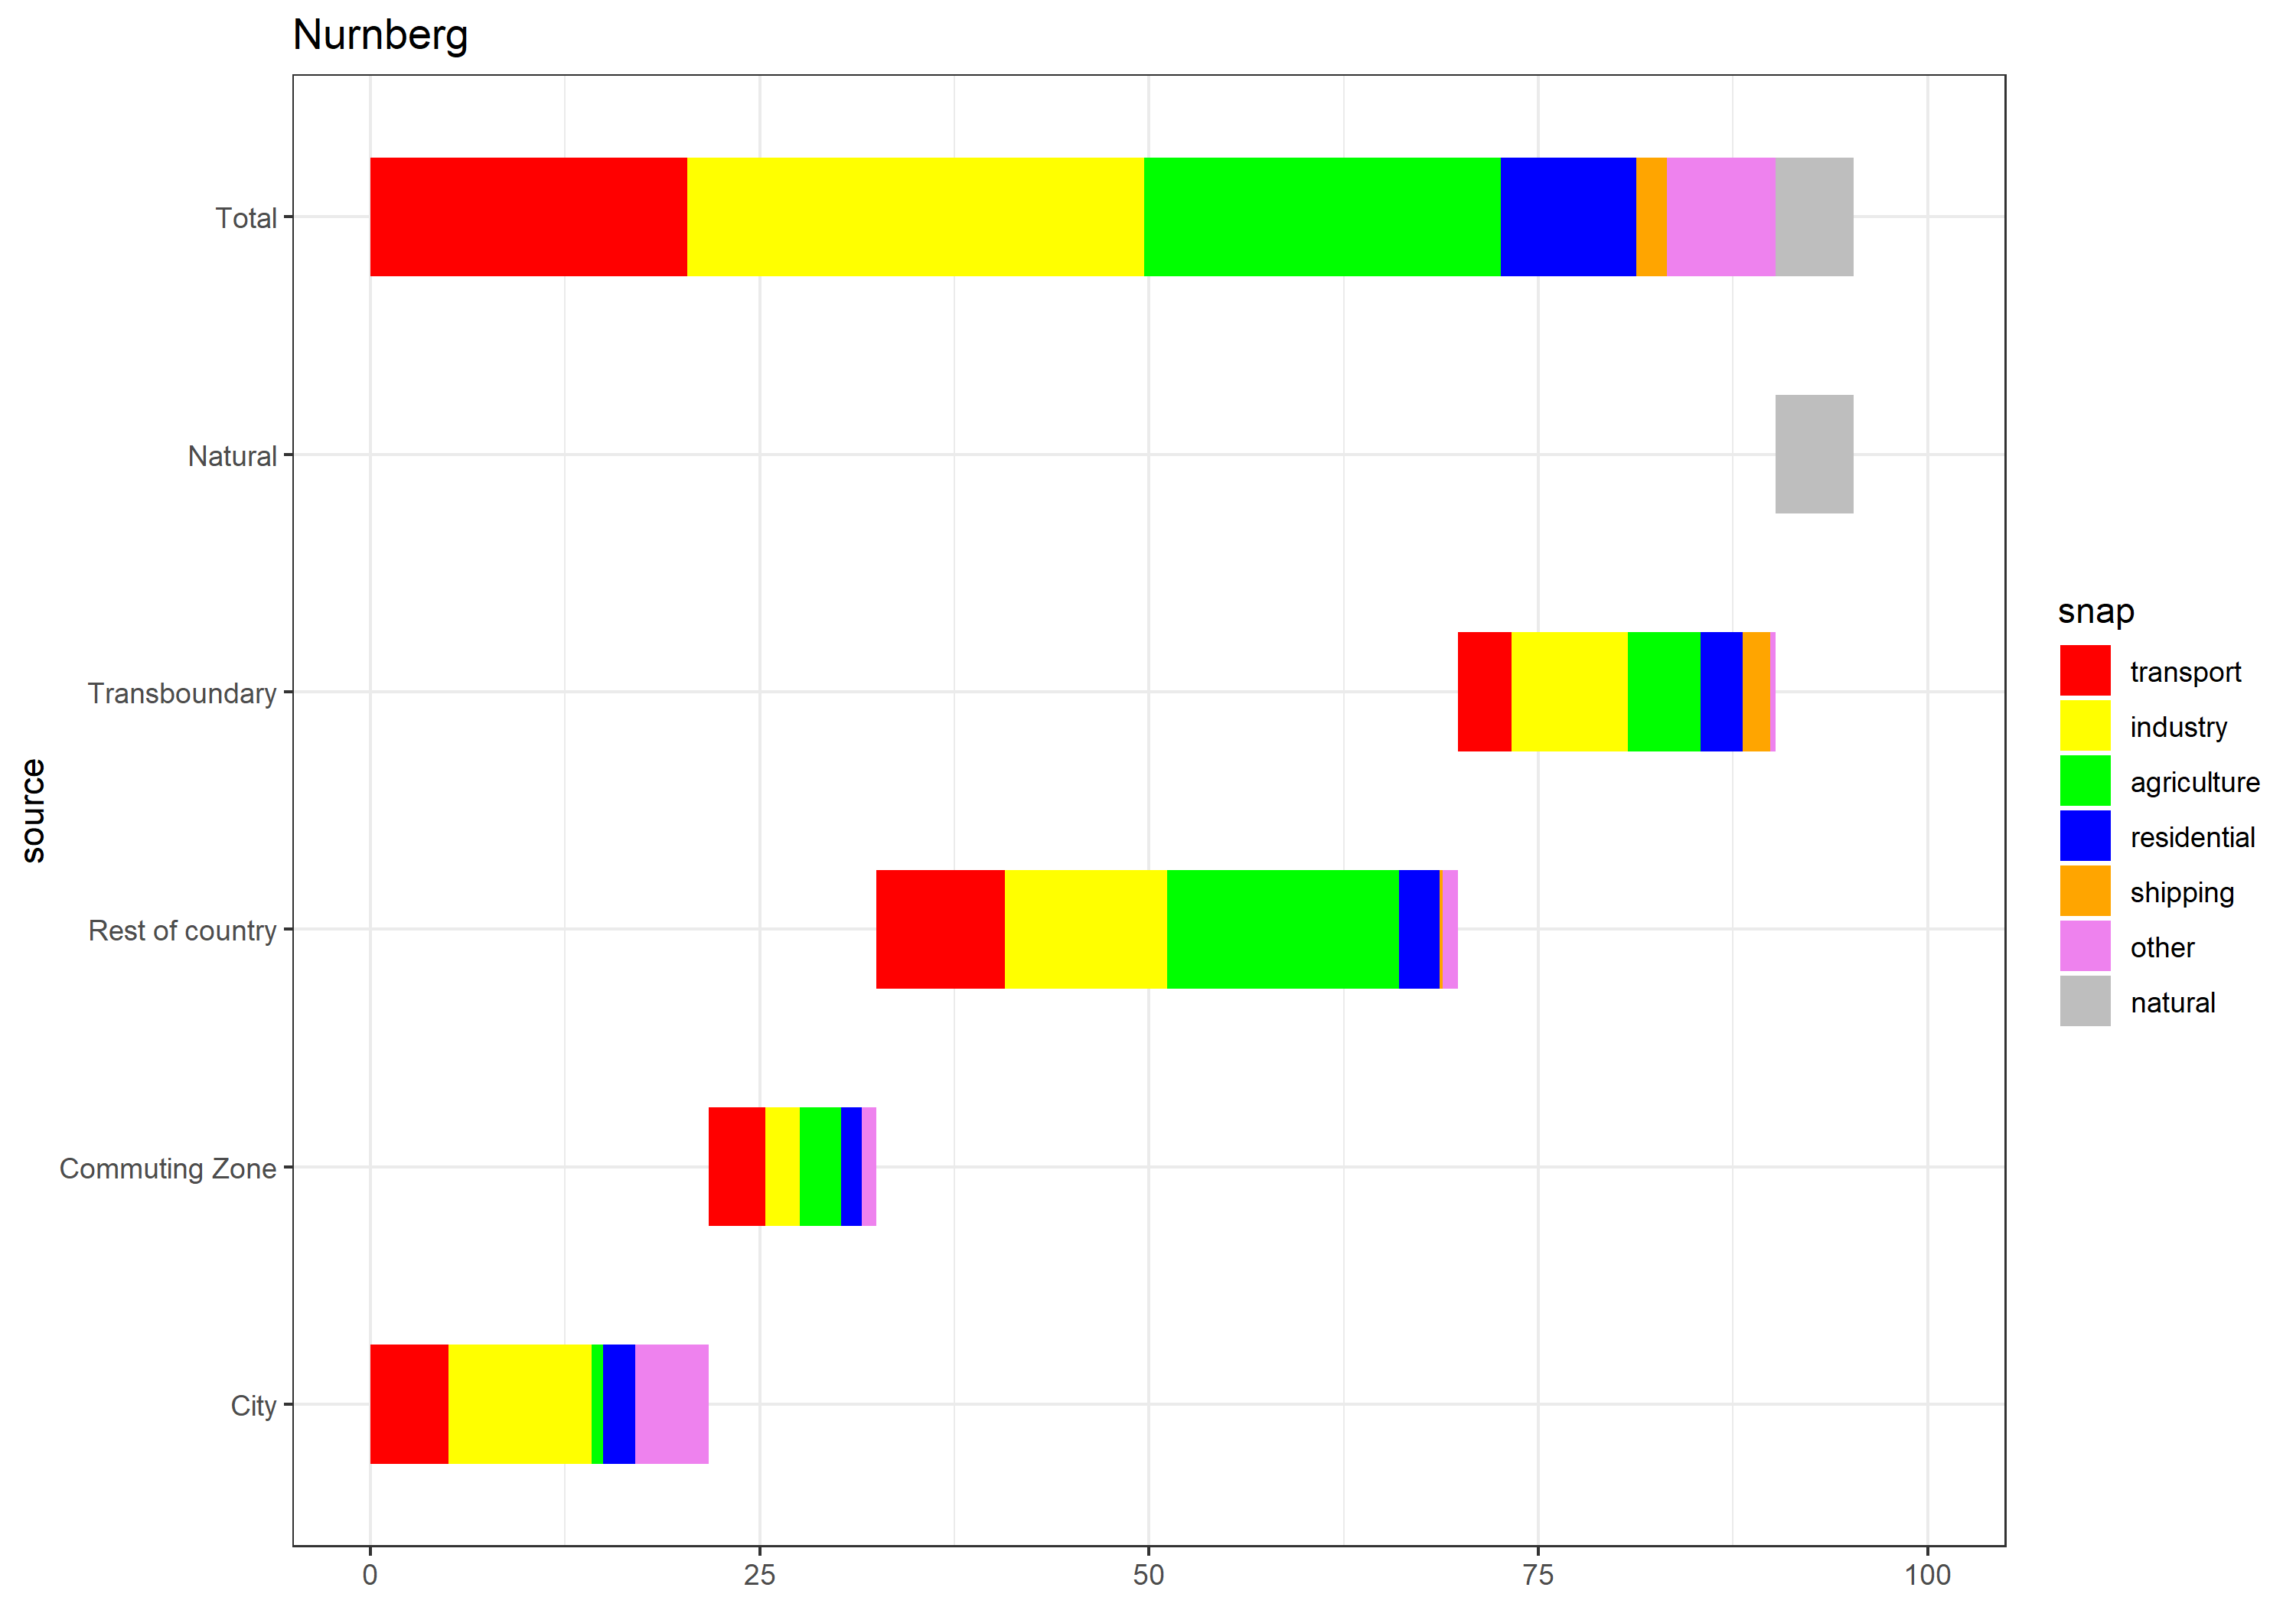 Nurnberg
source
Total
Natural
Transboundary
Rest of country
Commuting Zone
City
0 25 50 75 100
snap
transport
industry
agriculture
residential
shipping
other
natural